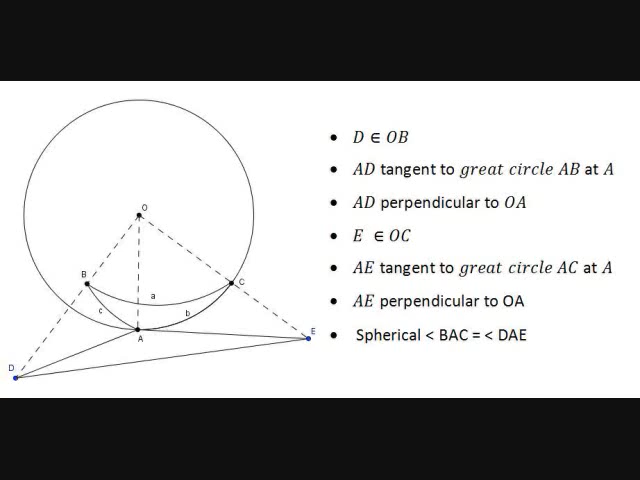 O
B
C
a
c
b
A
E
D
• D ∈ OB
• AD tangent to great circle AB at A
• AD perpendicular to OA
• E ∈ OC
• AE tangent to great circle AC at A
• AE perpendicular to OA
• Spherical < BAC = < DAE